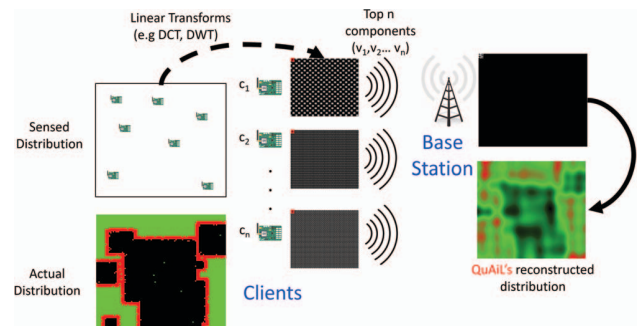 Linear Transforms
(e.g DCT, DWT)
Top n
components
(v1,v2... vn)
c1
Sensed
Distribution
c2
Base
Station
.
.
.
cn
QuAiL's reconstructed
distribution
Actual
Distribution
Clients